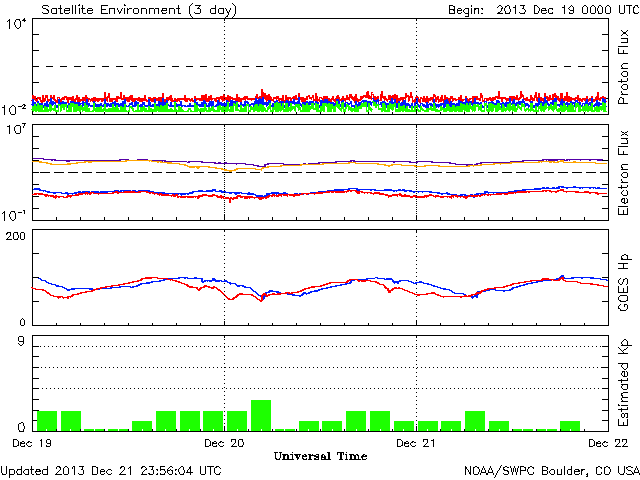 Satellite Environment (3 day)
Begin: 2013 Dec 19 0000 UTC
10⁴
10⁻²
Proton Flux
10⁷
10⁻¹
Electron Flux
200
0
GOES Hp
9
0
Estimated Kp
Dec 19
Dec 20
Dec 21
Dec 22
Universal Time
Updated 2013 Dec 21 23:56:04 UTC
NOAA/SWPC Boulder, CO USA